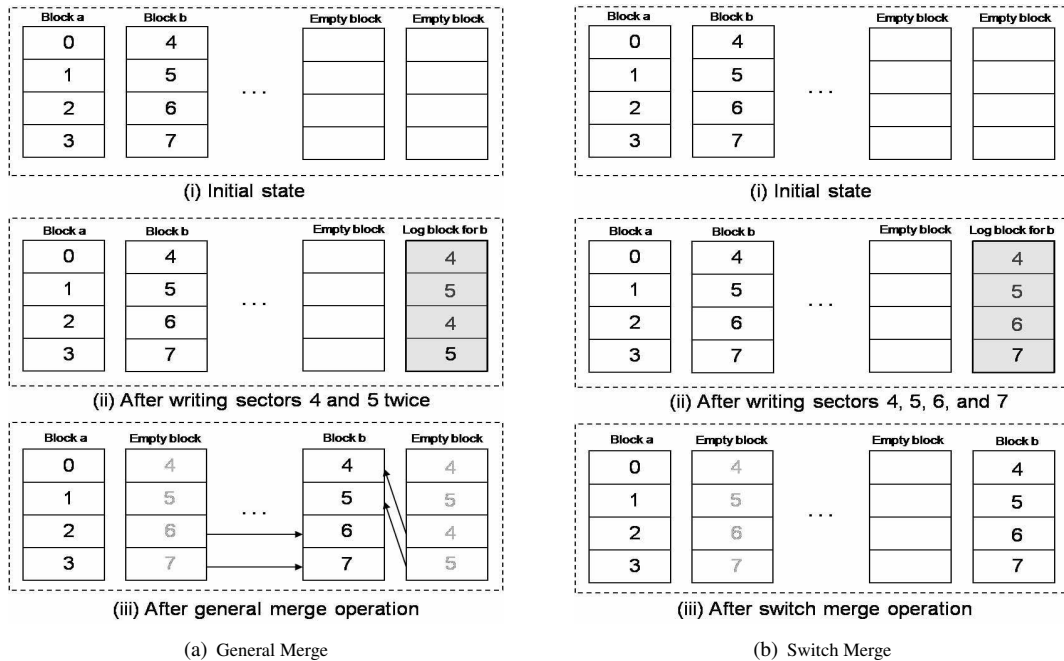 Block a Block b Empty block Empty block
0 4
1 5
...
2 6
3 7
(i) Initial state
Block a Block b Empty block Log block for b
0 4 4
1 5 5
...
2 6 4
3 7 5
(ii) After writing sectors 4 and 5 twice
Block a Empty block Block b Empty block
0 4 4 4
1 5 5 5
...
2 6 6 4
3 7 7 5
(iii) After general merge operation
(a) General Merge
Block a Block b Empty block Empty block
0 4
1 5
...
2 6
3 7
(i) Initial state
Block a Block b Empty block Log block for b
0 4 4
1 5 5
...
2 6 6
3 7 7
(ii) After writing sectors 4, 5, 6, and 7
Block a Empty block Empty block Block b
0 4 4
1 5 5
...
2 6 6
3 7 7
(iii) After switch merge operation
(b) Switch Merge